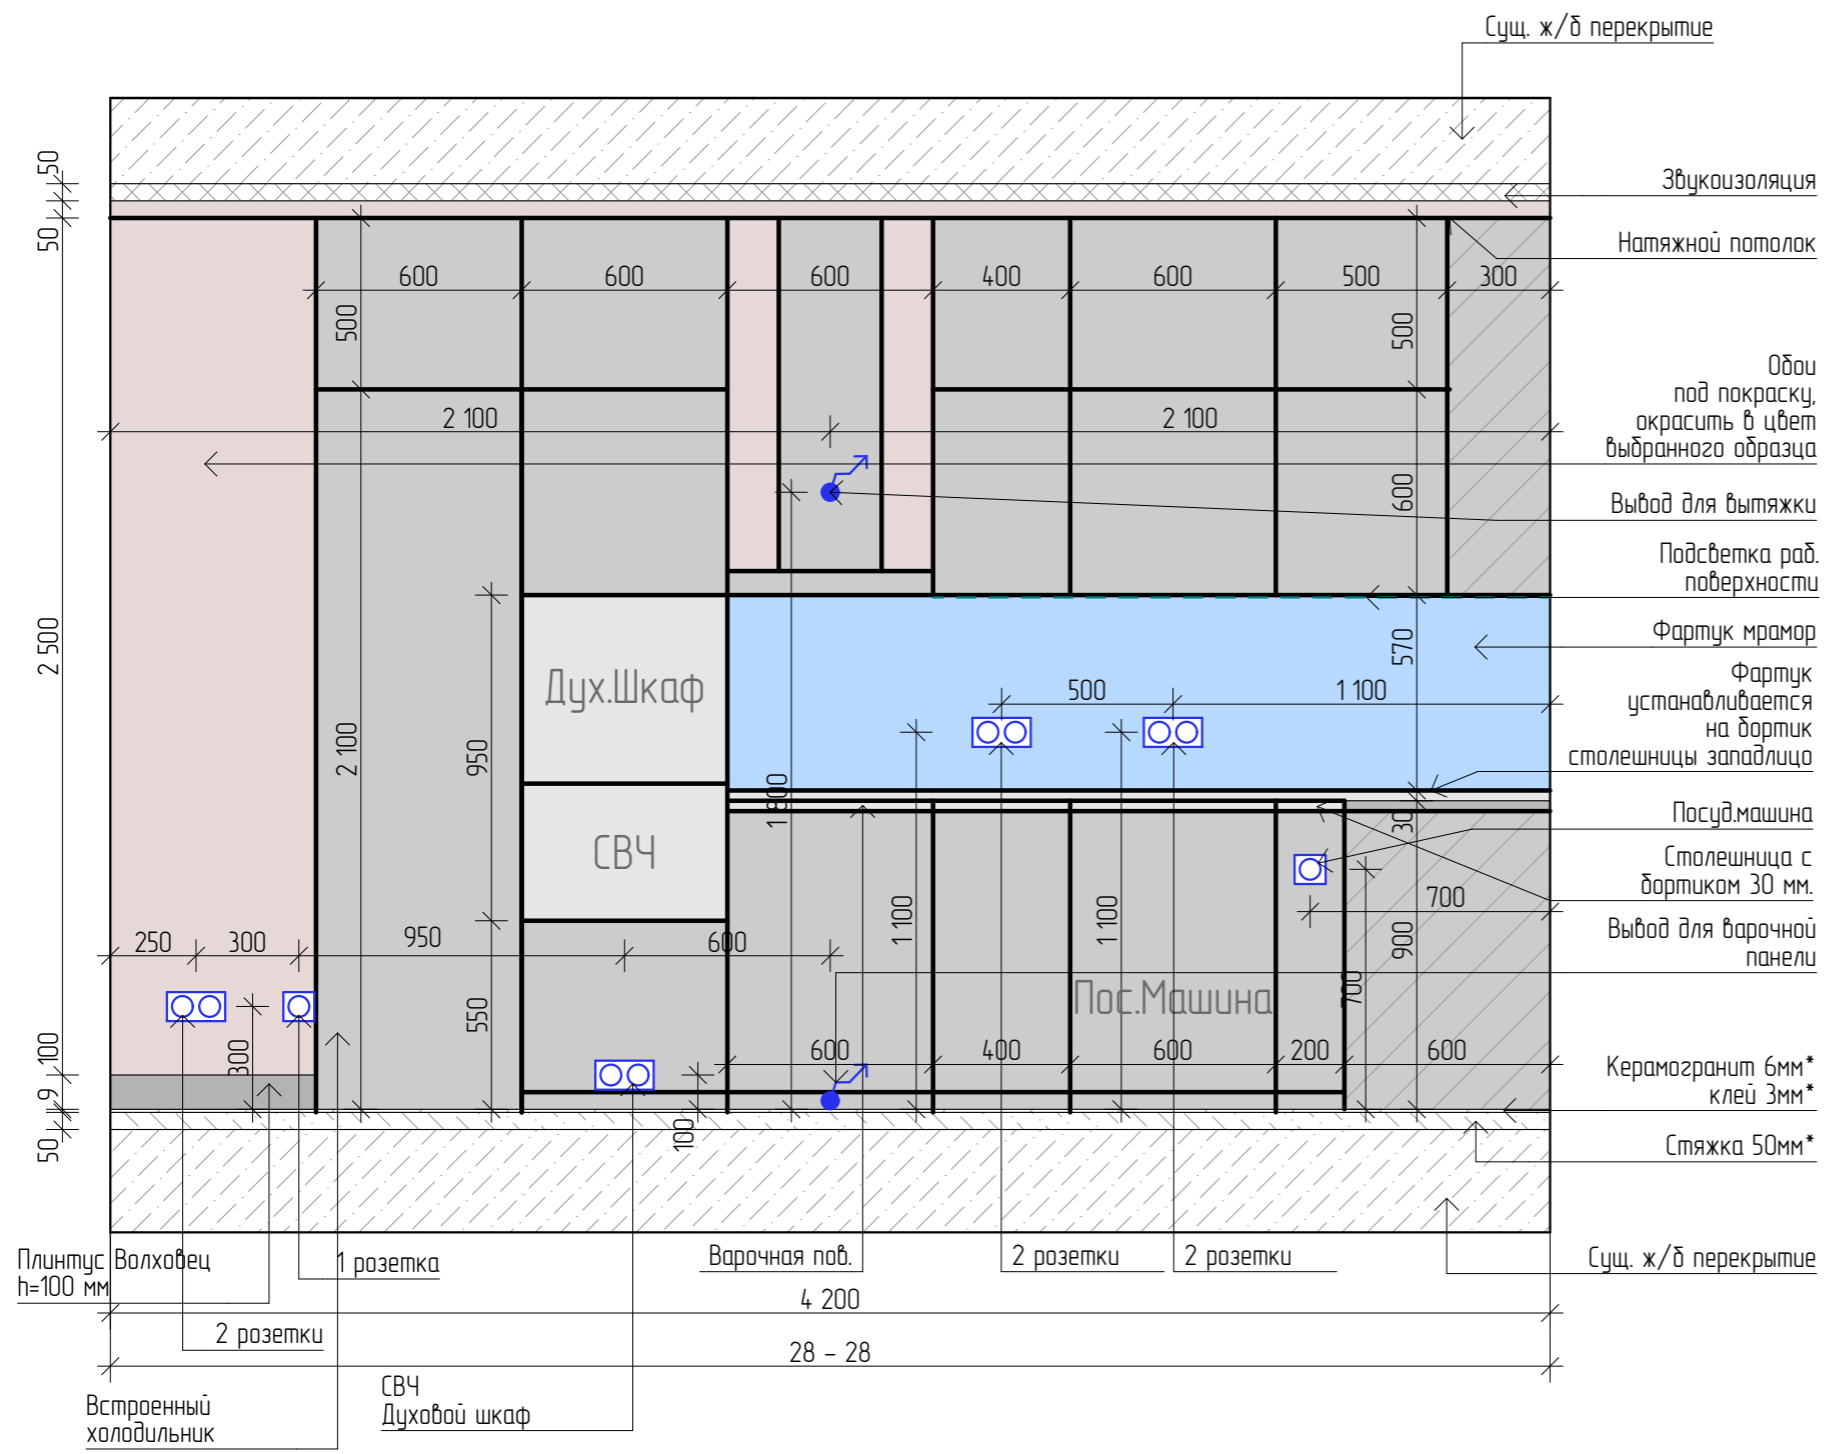 Сущ. ж/б перекрытие
50
Звукоизоляция
50
Натяжной потолок
600
600
600
400
600
500
300
500
500
Обои
под покраску,
окрасить в цвет
выбранного образца
2 100
2 100
600
Вывод для вытяжки
Подсветка раб.
поверхности
2 500
570
Фартук мрамор
Дух.Шкаф
500
1 100
Фартук
устанавливается
на бортик
столешницы западлицо
2 100
950
1 800
30
Посуд.машина
СВЧ
Столешница с
бортиком 30 мм.
700
1 100
1 100
900
Вывод для варочной
панели
250
300
950
600
700
Пос.Машина
550
300
100
600
400
600
200
600
Керамогранит 6мм*
клей 3мм*
9
100
50
Стяжка 50мм*
Плинтус Волховец
h=100 мм
1 розетка
Варочная пов.
2 розетки
2 розетки
Сущ. ж/б перекрытие
4 200
2 розетки
28 – 28
СВЧ
Духовой шкаф
Встроенный
холодильник